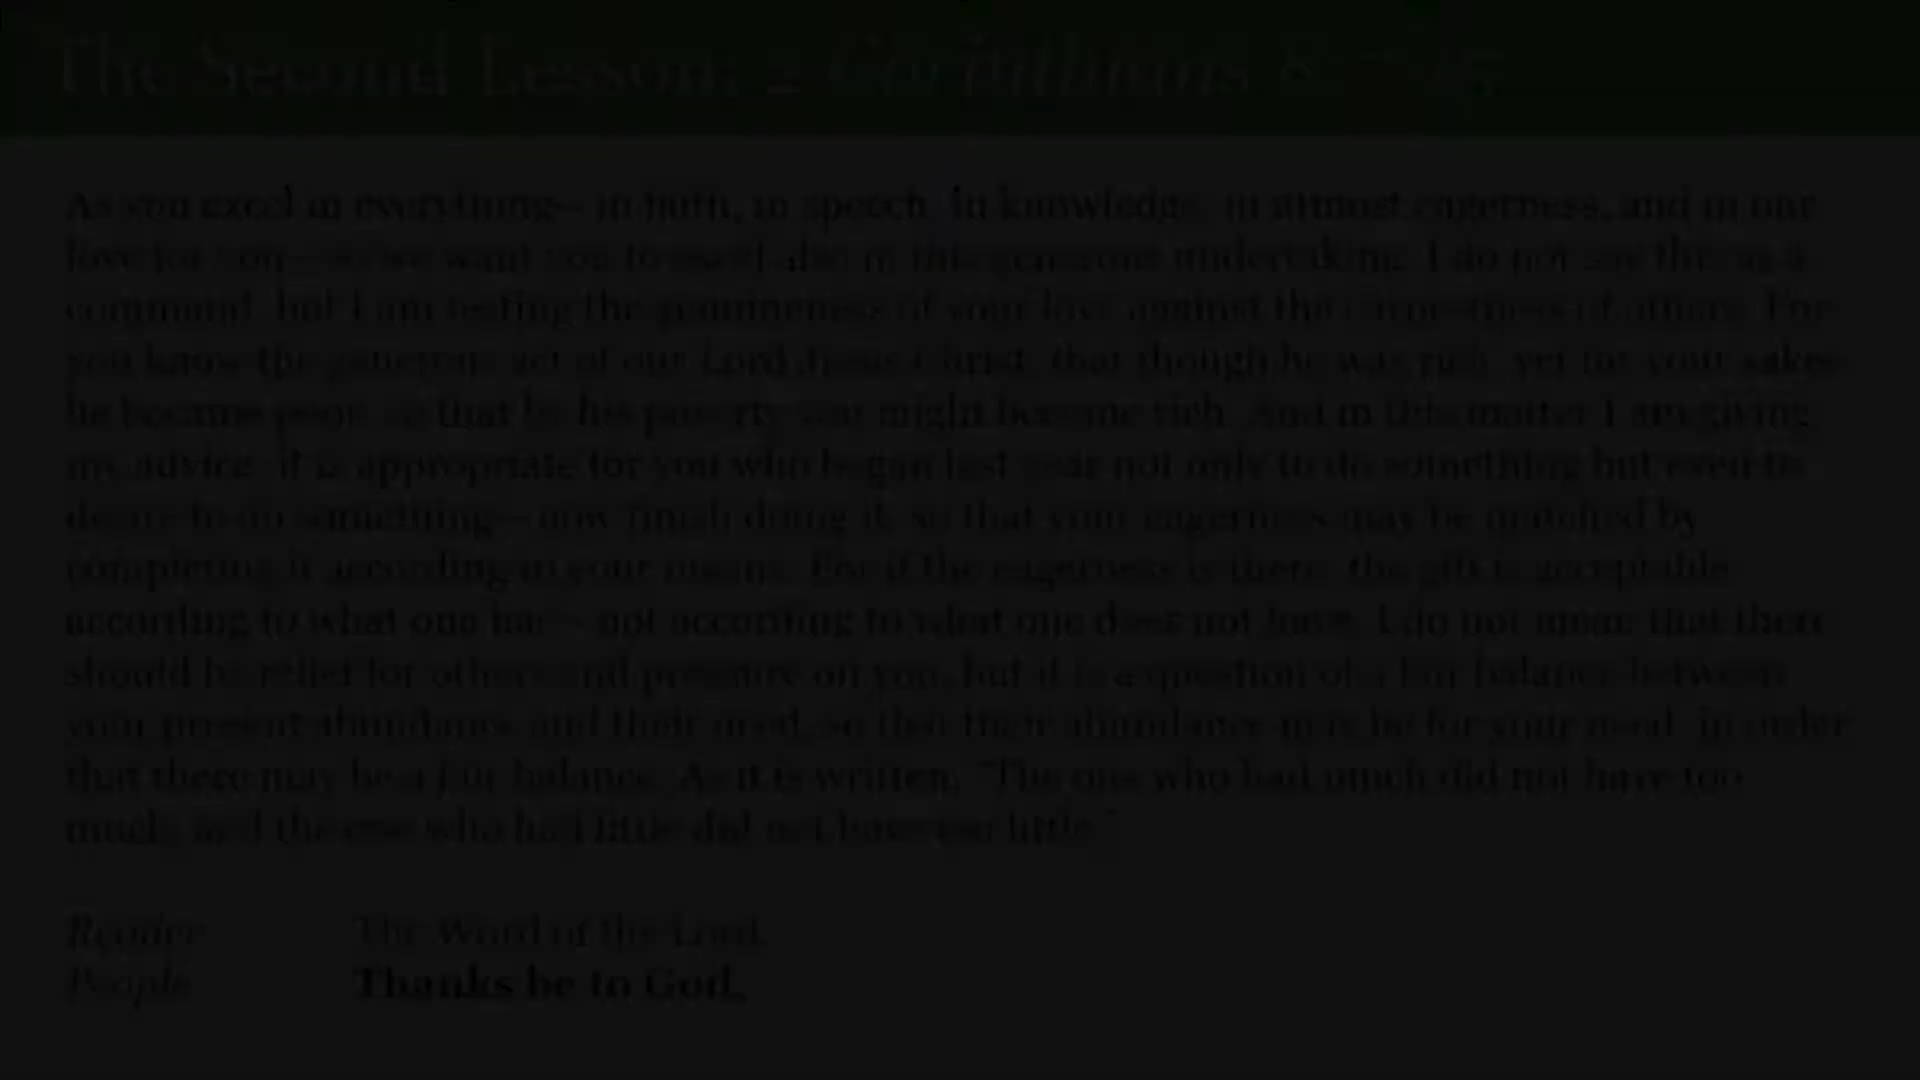 The Second Lesson: 2 Corinthians 8:7-15
As you excel in everything—in faith, in speech, in knowledge, in utmost eagerness, and in our
love for you—so we want you to excel also in this generous undertaking. I do not say this as a
command, but I am testing the genuineness of your love against the earnestness of others. For
you know the generous act of our Lord Jesus Christ, that though he was rich, yet for your sakes
he became poor, so that by his poverty you might become rich. And in this matter I am giving
my advice: it is appropriate for you who began last year not only to do something but even to
desire to do something—now finish doing it, so that your eagerness may be matched by
completing it according to your means. For if the eagerness is there, the gift is acceptable
according to what one has—not according to what one does not have. I do not mean that there
should be relief for others and pressure on you, but it is a question of a fair balance between
your present abundance and their need, so that their abundance may be for your need, in order
that there may be a fair balance. As it is written, "The one who had much did not have too
much, and the one who had little did not have too little."
Reader The Word of the Lord.
People Thanks be to God.